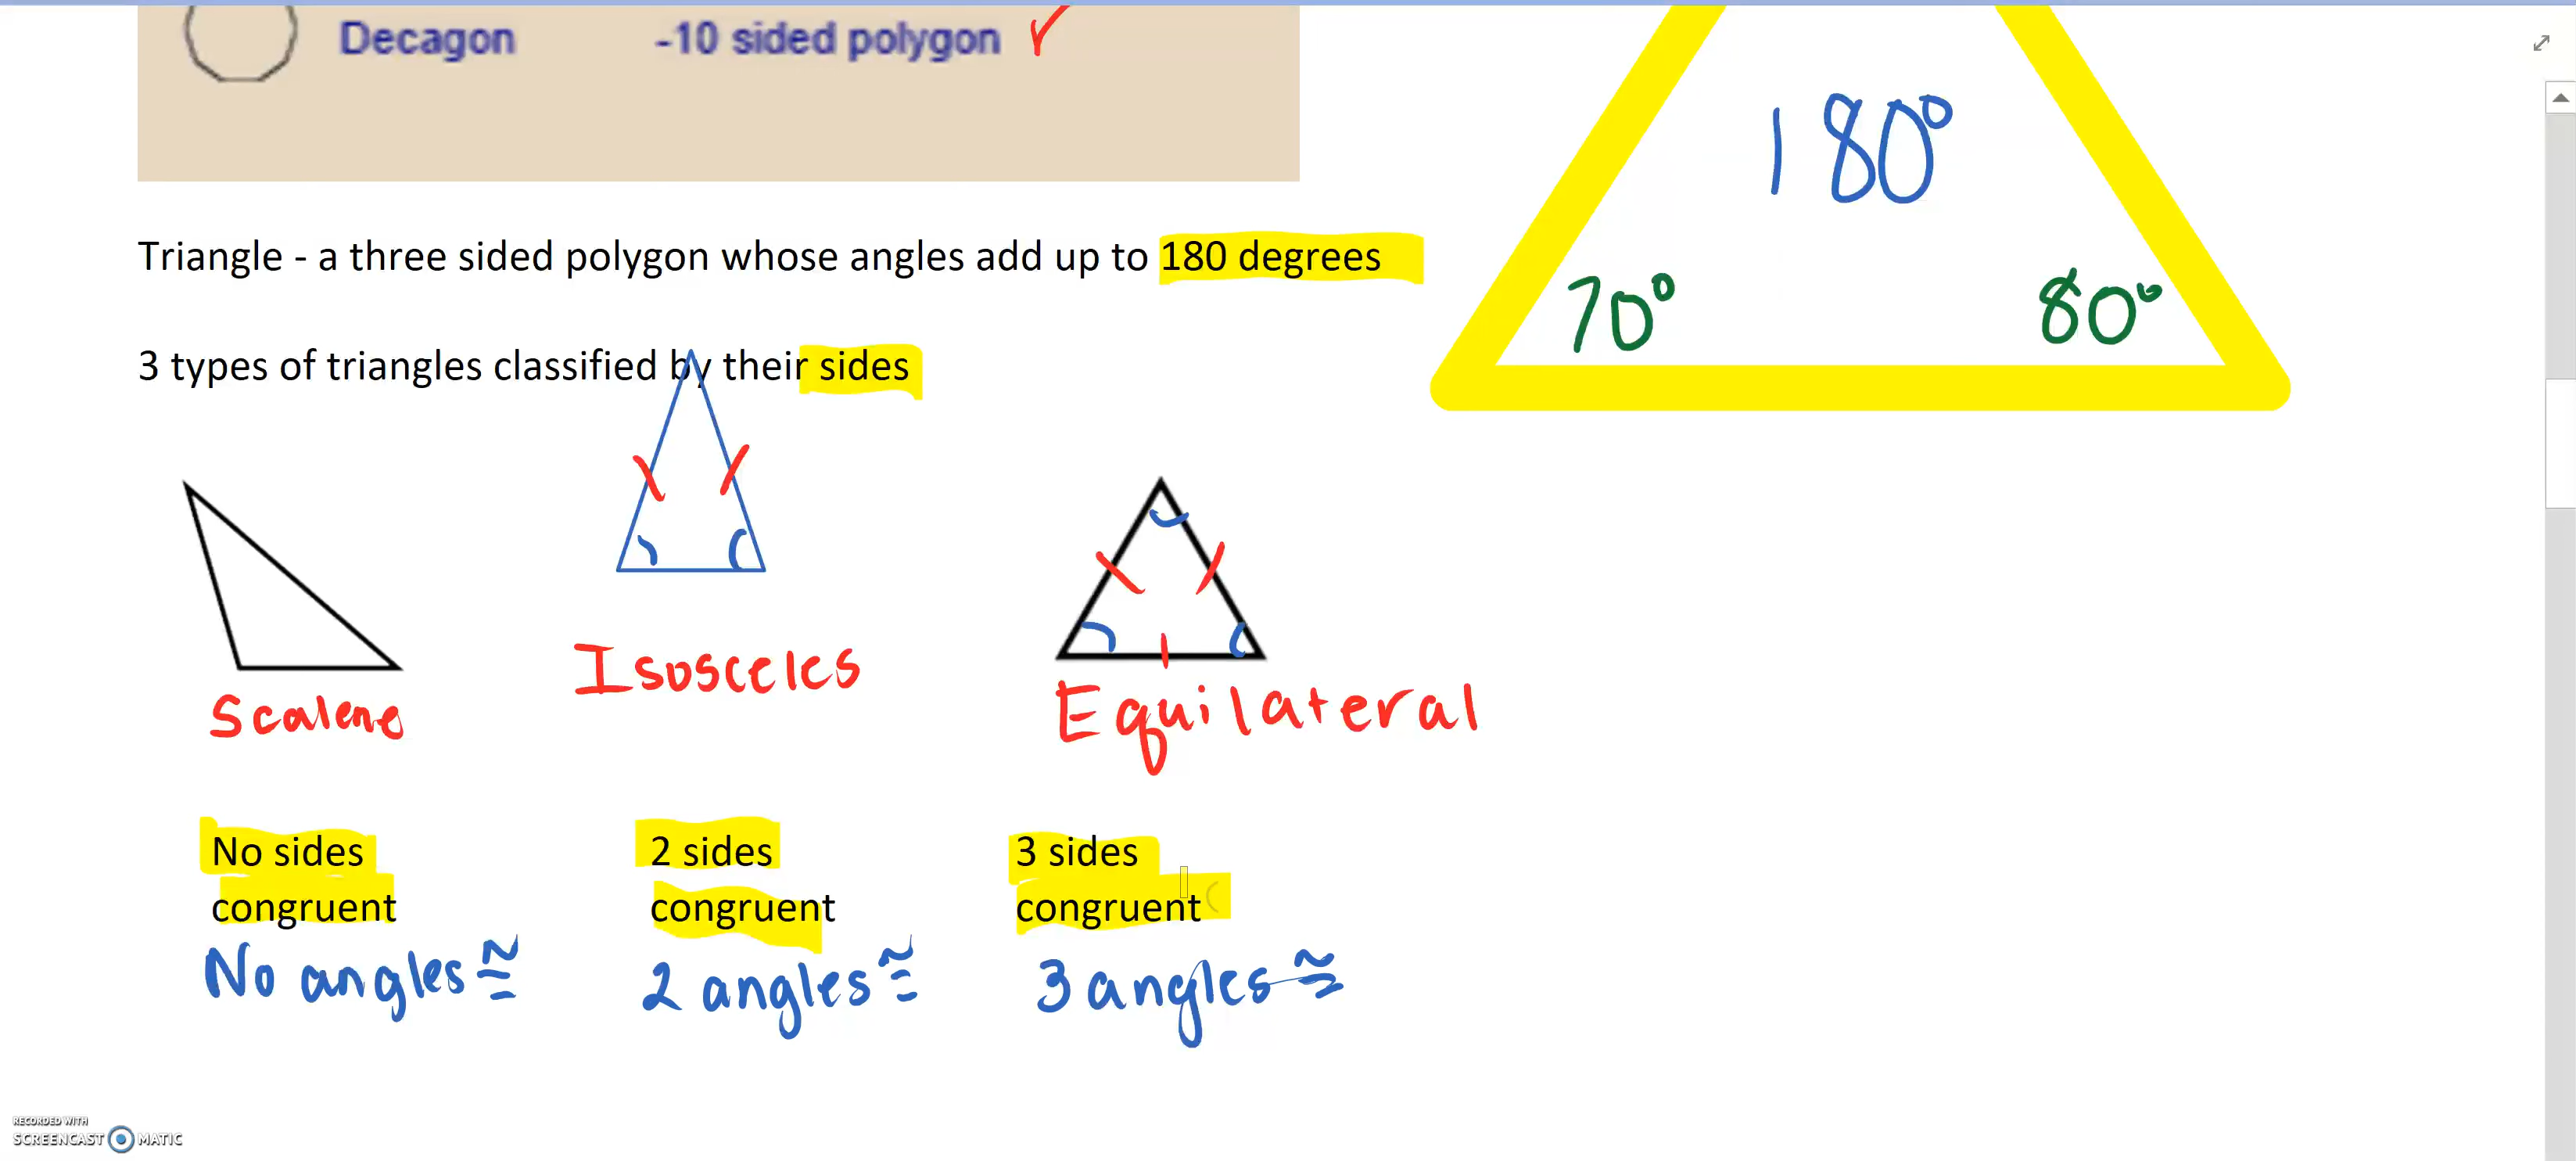 Decagon -10 sided polygon
180°
Triangle - a three sided polygon whose angles add up to 180 degrees
70° 80°
3 types of triangles classified by their sides
Scalene Isosceles Equilateral
No sides 2 sides 3 sides
congruent congruent congruent
No angles ≅ 2 angles ≅ 3 angles ≅
RECORDED WITH
SCREENCAST MATIC